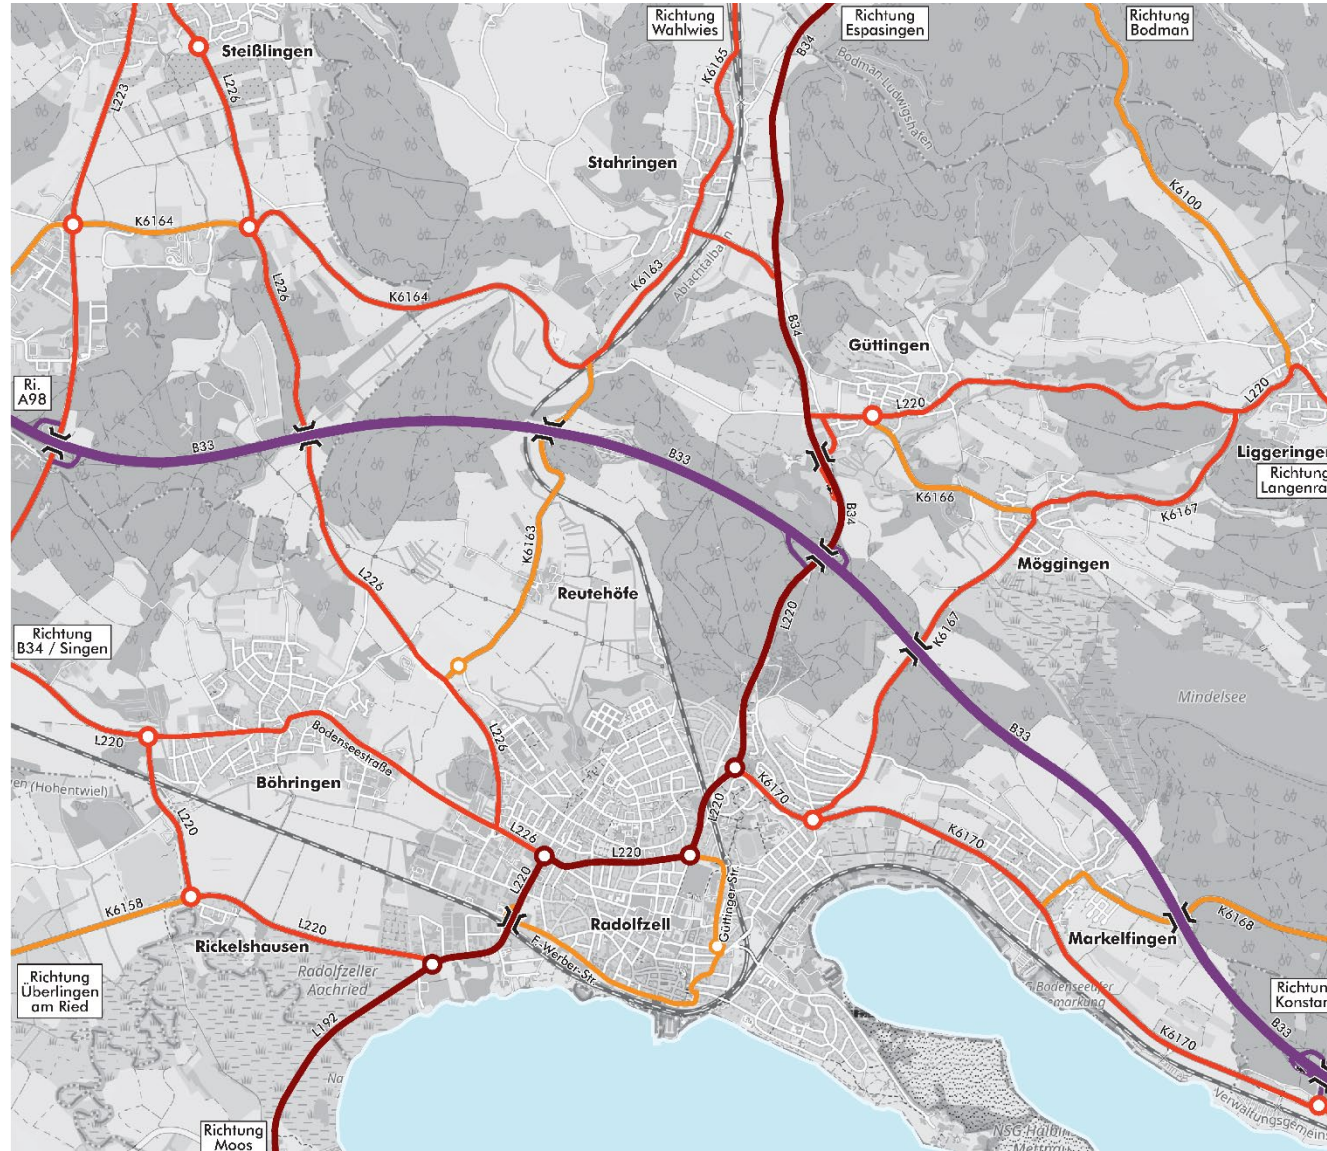 Richtung
Wahlwies
Richtung
Espasingen
Richtung
Bodman
Steißlingen
L223
L226
K6165
B34
Bodman-Ludwigshafen
Stahringen
K6100
K6164
L226
K6164
K6163
Ablachtalbahn
B34
Güttingen
L220
L220
Ri.
A98
B33
B33
Liggeringen
Richtung
K6166
K6167
B34
K6163
L226
Möggingen
Reutehöfe
L220
K6167
Richtung
B34 / Singen
Mindelsee
L220
Bodenseestraße
L226
B33
Böhringen
(Hohentwiel)
K6170
L220
L220
L226
L220
K6170
L220
Güttinger Str.
K6158
L220
Rickelshausen
Radolfzell
K6168
Markelfingen
F.-Werber-Str.
Radolfzeller
Aachried
Richtung
Überlingen
am Ried
L192
B33
K6170
Richtung
Moos